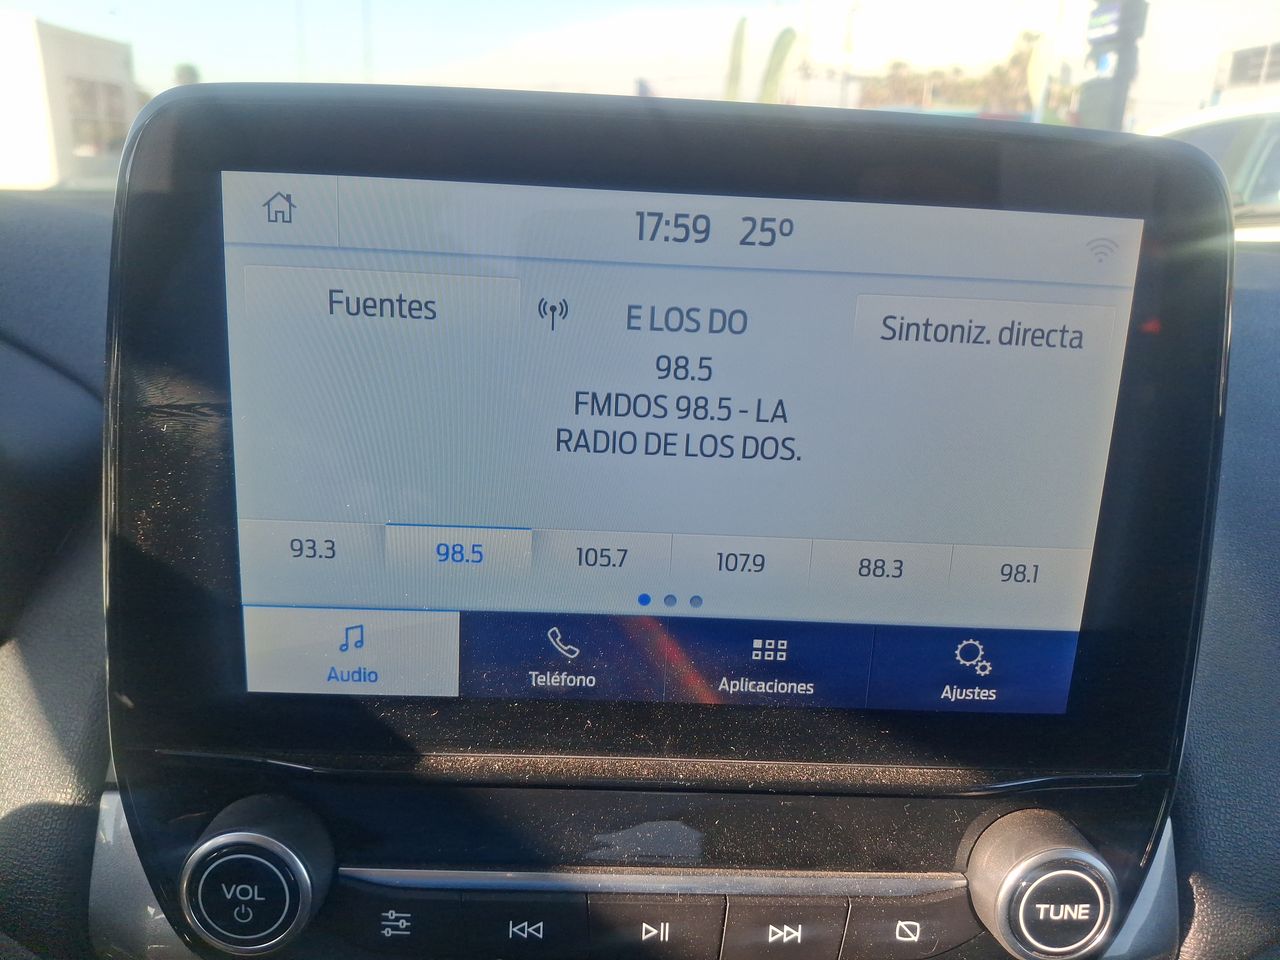 17:59 25º
Fuentes
E LOS DO
Sintoniz. directa
98.5
FMDOS 98.5 - LA
RADIO DE LOS DOS.
93.3 98.5 105.7 107.9 88.3 98.1
Audio Teléfono Aplicaciones Ajustes
VOL
TUNE